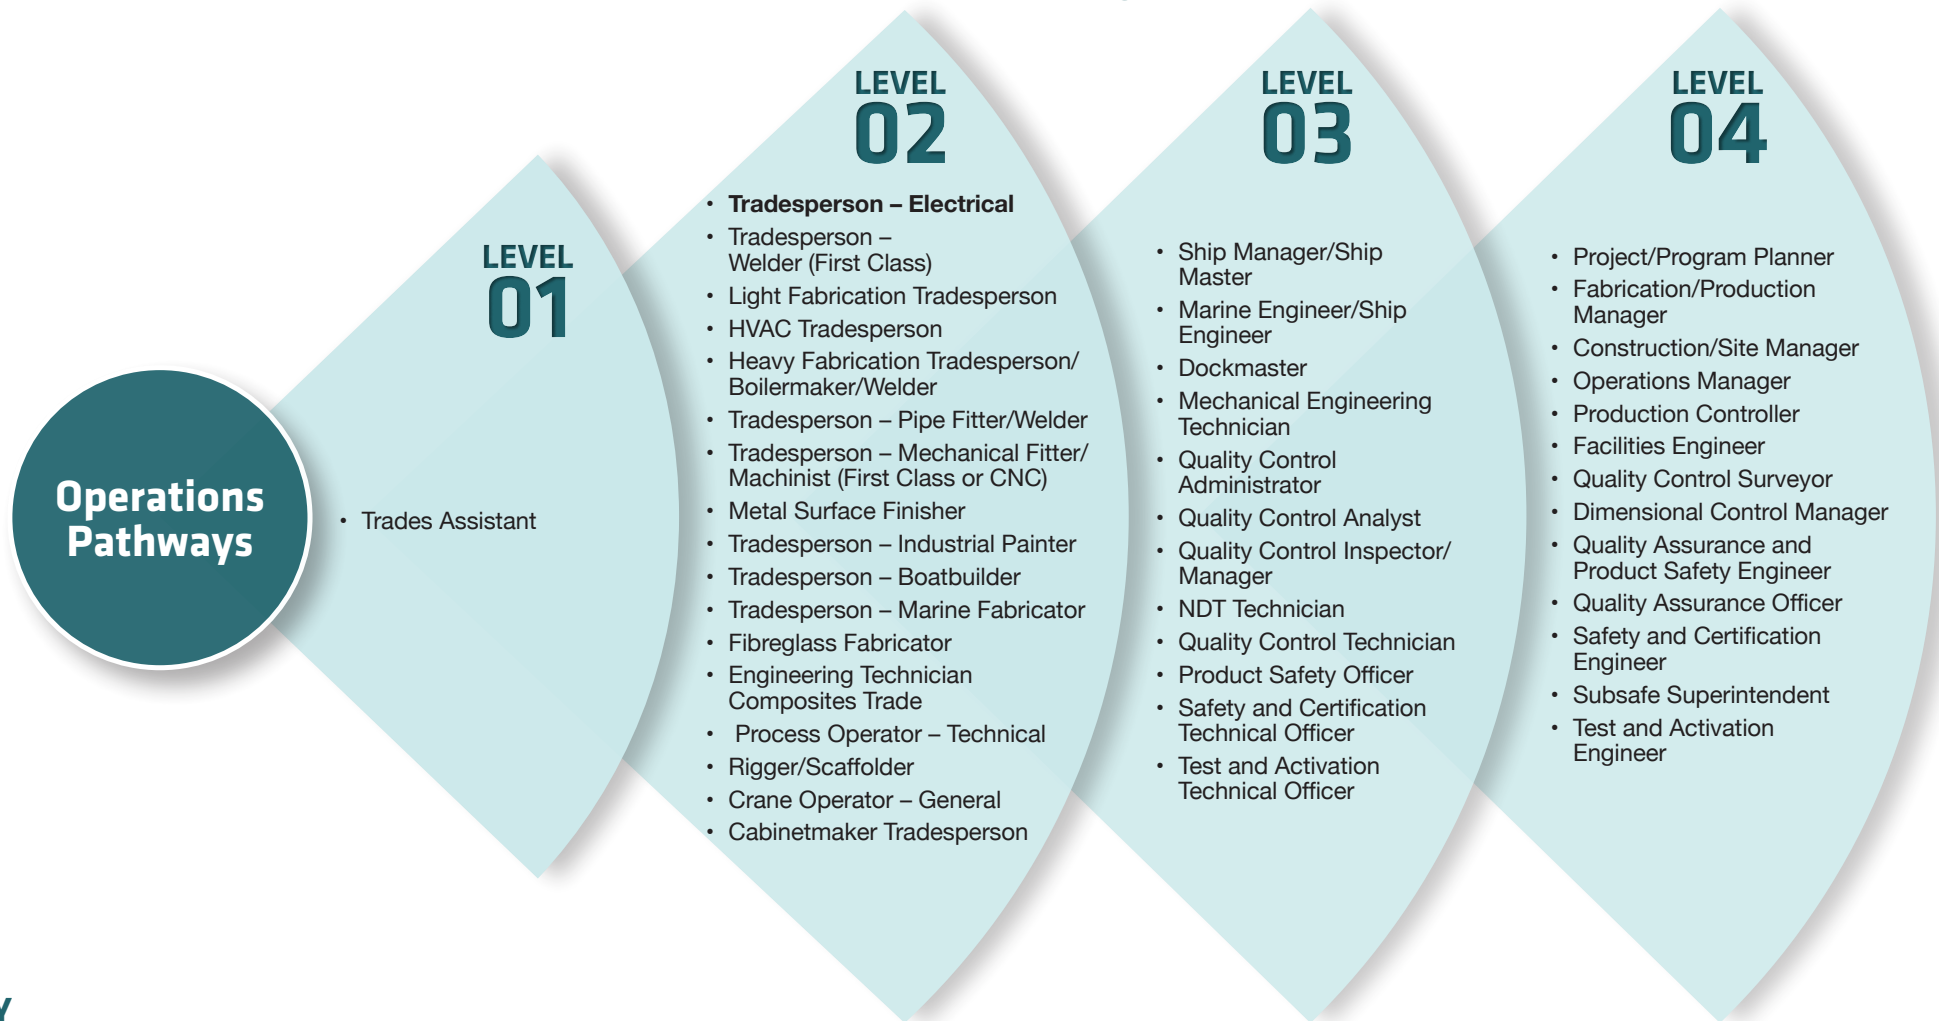 Operations
Pathways
LEVEL
01
• Trades Assistant
LEVEL
02
• Tradesperson – Electrical
• Tradesperson –
Welder (First Class)
• Light Fabrication Tradesperson
• HVAC Tradesperson
• Heavy Fabrication Tradesperson/
Boilermaker/Welder
• Tradesperson – Pipe Fitter/Welder
• Tradesperson – Mechanical Fitter/
Machinist (First Class or CNC)
• Metal Surface Finisher
• Tradesperson – Industrial Painter
• Tradesperson – Boatbuilder
• Tradesperson – Marine Fabricator
• Fibreglass Fabricator
• Engineering Technician
Composites Trade
• Process Operator – Technical
• Rigger/Scaffolder
• Crane Operator – General
• Cabinetmaker Tradesperson
LEVEL
03
• Ship Manager/Ship
Master
• Marine Engineer/Ship
Engineer
• Dockmaster
• Mechanical Engineering
Technician
• Quality Control
Administrator
• Quality Control Analyst
• Quality Control Inspector/
Manager
• NDT Technician
• Quality Control Technician
• Product Safety Officer
• Safety and Certification
Technical Officer
• Test and Activation
Technical Officer
LEVEL
04
• Project/Program Planner
• Fabrication/Production
Manager
• Construction/Site Manager
• Operations Manager
• Production Controller
• Facilities Engineer
• Quality Control Surveyor
• Dimensional Control Manager
• Quality Assurance and
Product Safety Engineer
• Quality Assurance Officer
• Safety and Certification
Engineer
• Subsafe Superintendent
• Test and Activation
Engineer